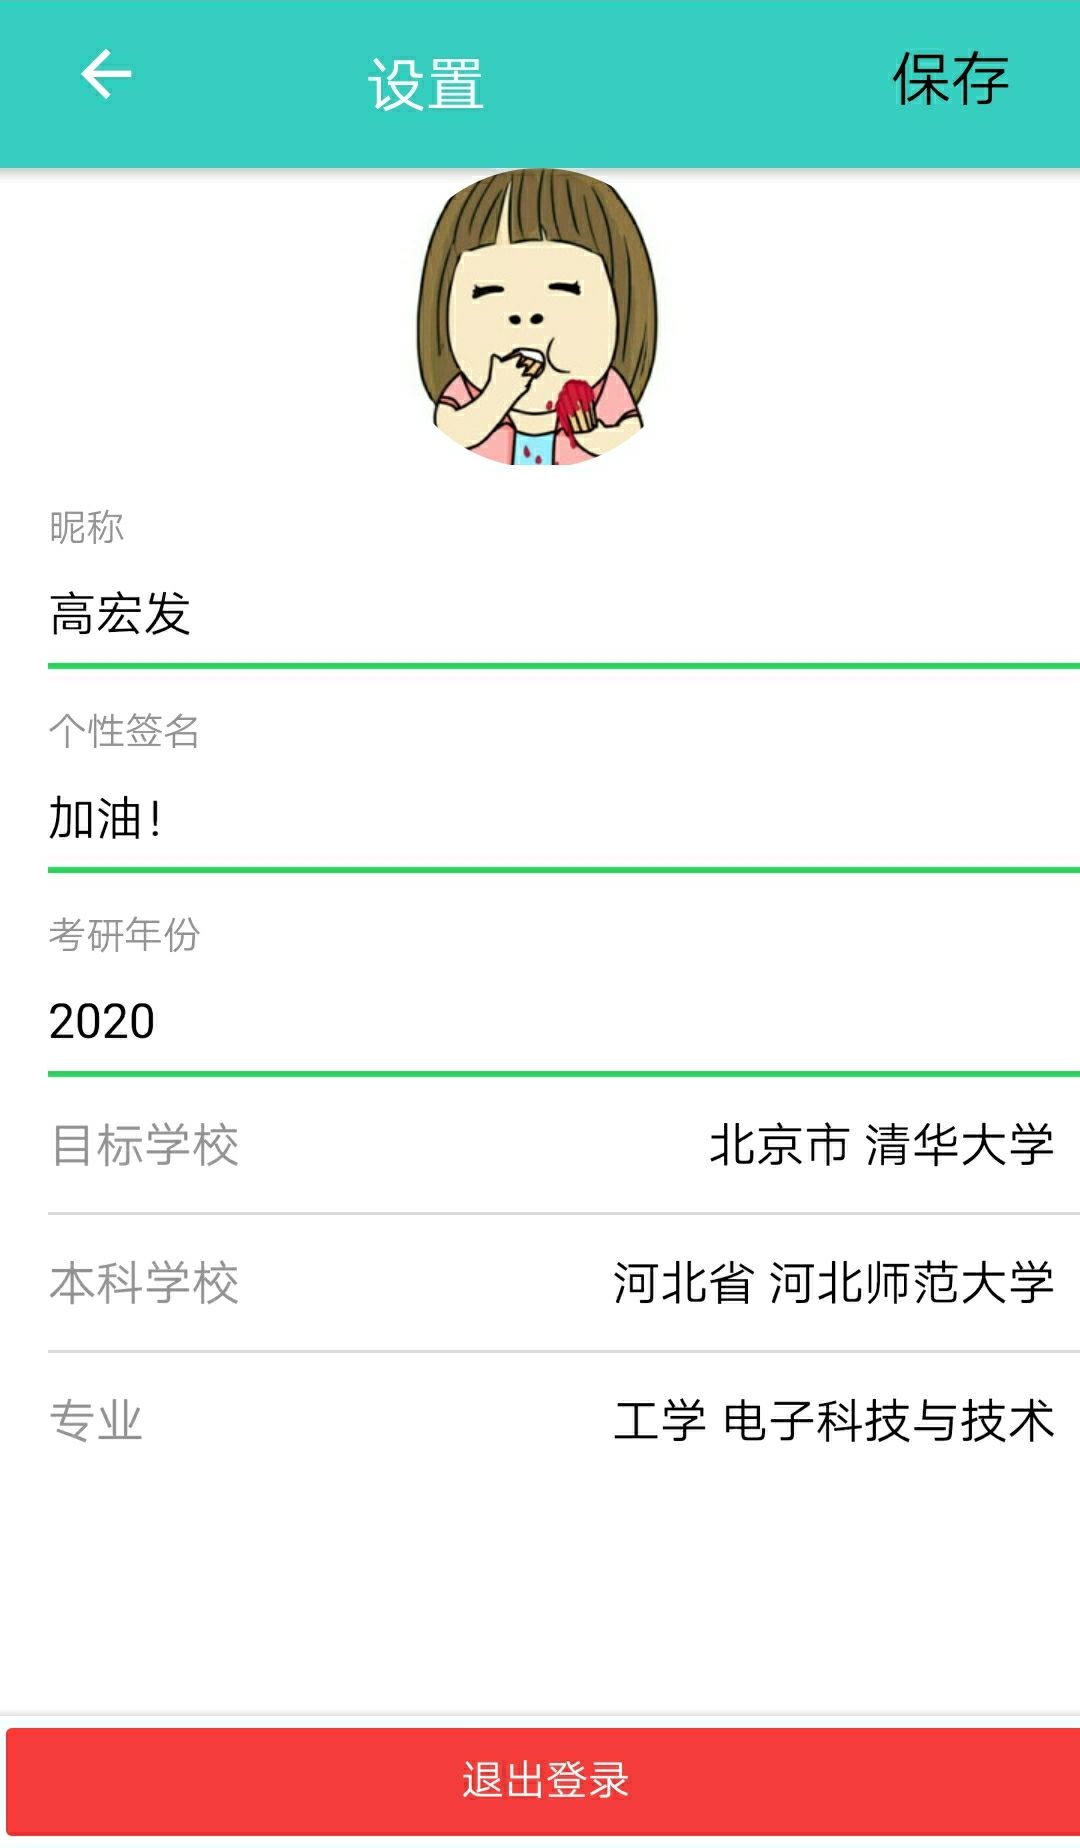 设置 保存
昵称
高宏发
个性签名
加油!
考研年份
2020
目标学校 北京市 清华大学
本科学校 河北省 河北师范大学
专业 工学 电子科技与技术
退出登录